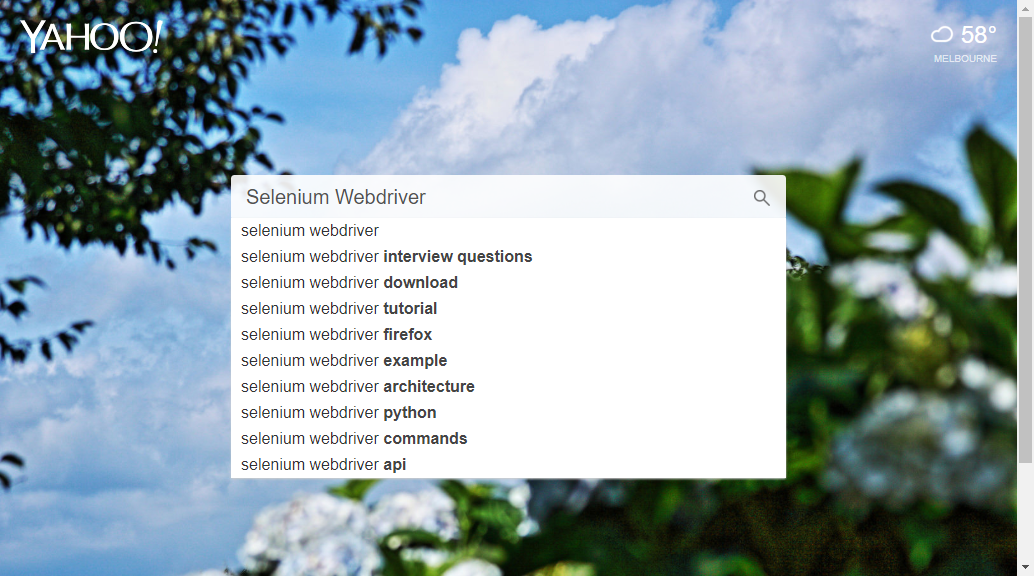 YAHOO!
58°
MELBOURNE
Selenium Webdriver
selenium webdriver
selenium webdriver interview questions
selenium webdriver download
selenium webdriver tutorial
selenium webdriver firefox
selenium webdriver example
selenium webdriver architecture
selenium webdriver python
selenium webdriver commands
selenium webdriver api